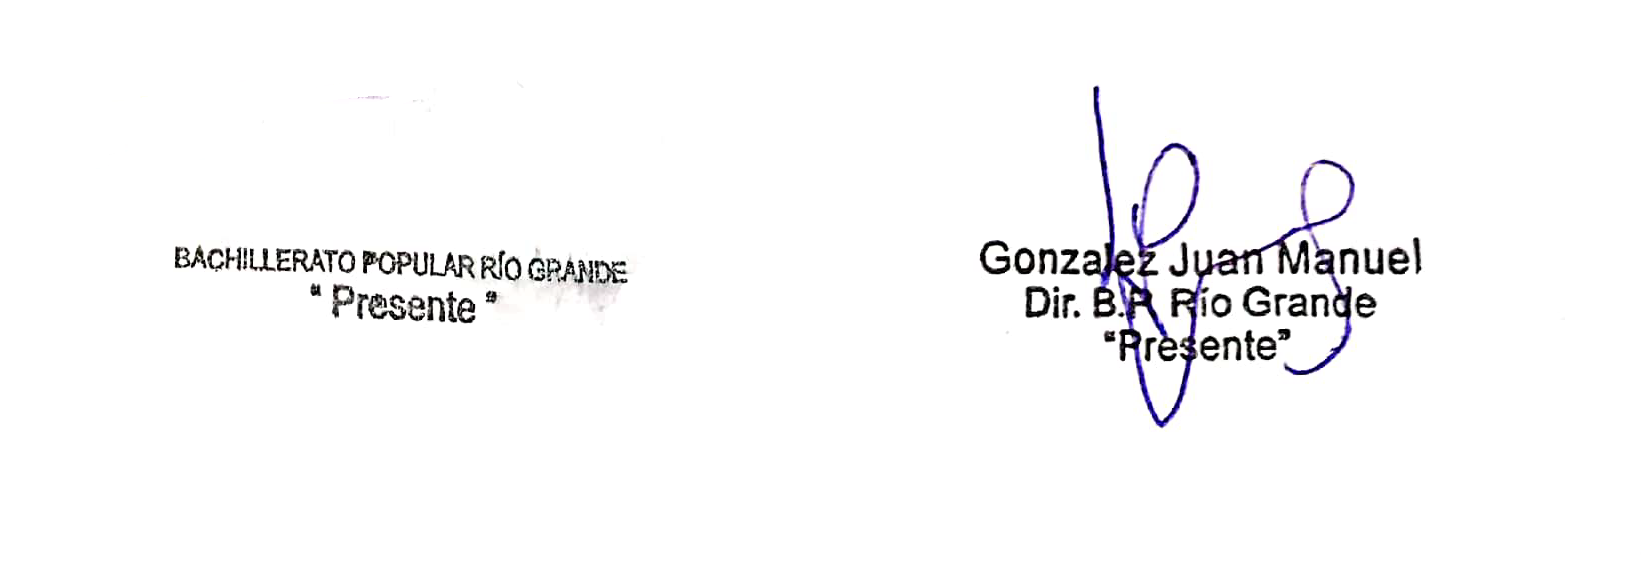 BACHILLERATO POPULAR RÍO GRANDE
“ Presente ”
Gonzalez Juan Manuel
Dir. B.P. Río Grande
“Presente”